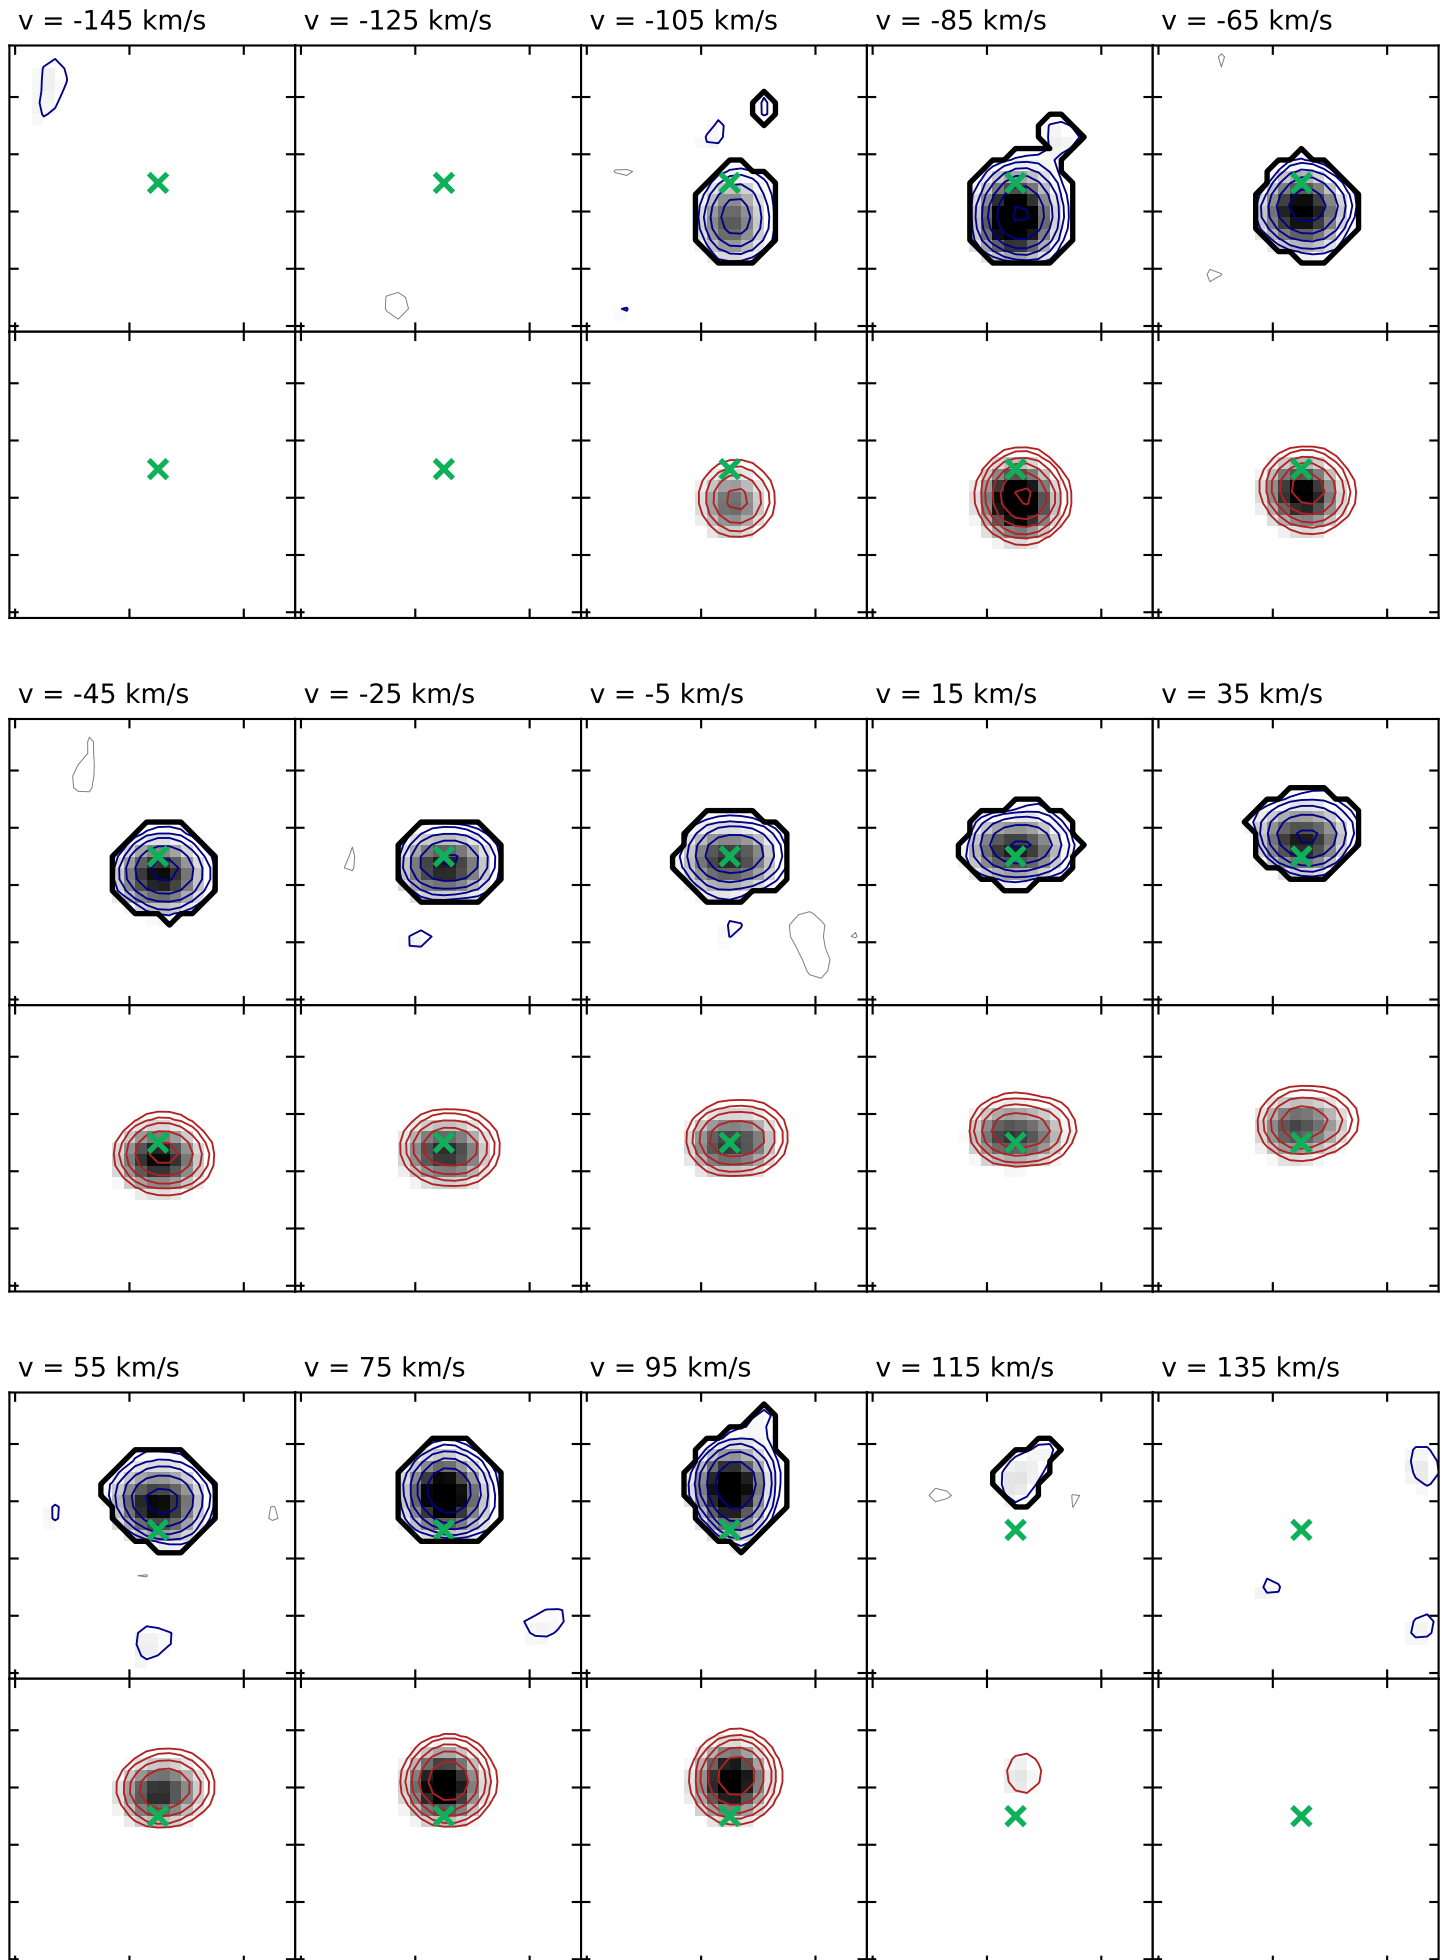 v = -145 km/s v = -125 km/s v = -105 km/s v = -85 km/s v = -65 km/s
v = -45 km/s v = -25 km/s v = -5 km/s v = 15 km/s v = 35 km/s
v = 55 km/s v = 75 km/s v = 95 km/s v = 115 km/s v = 135 km/s